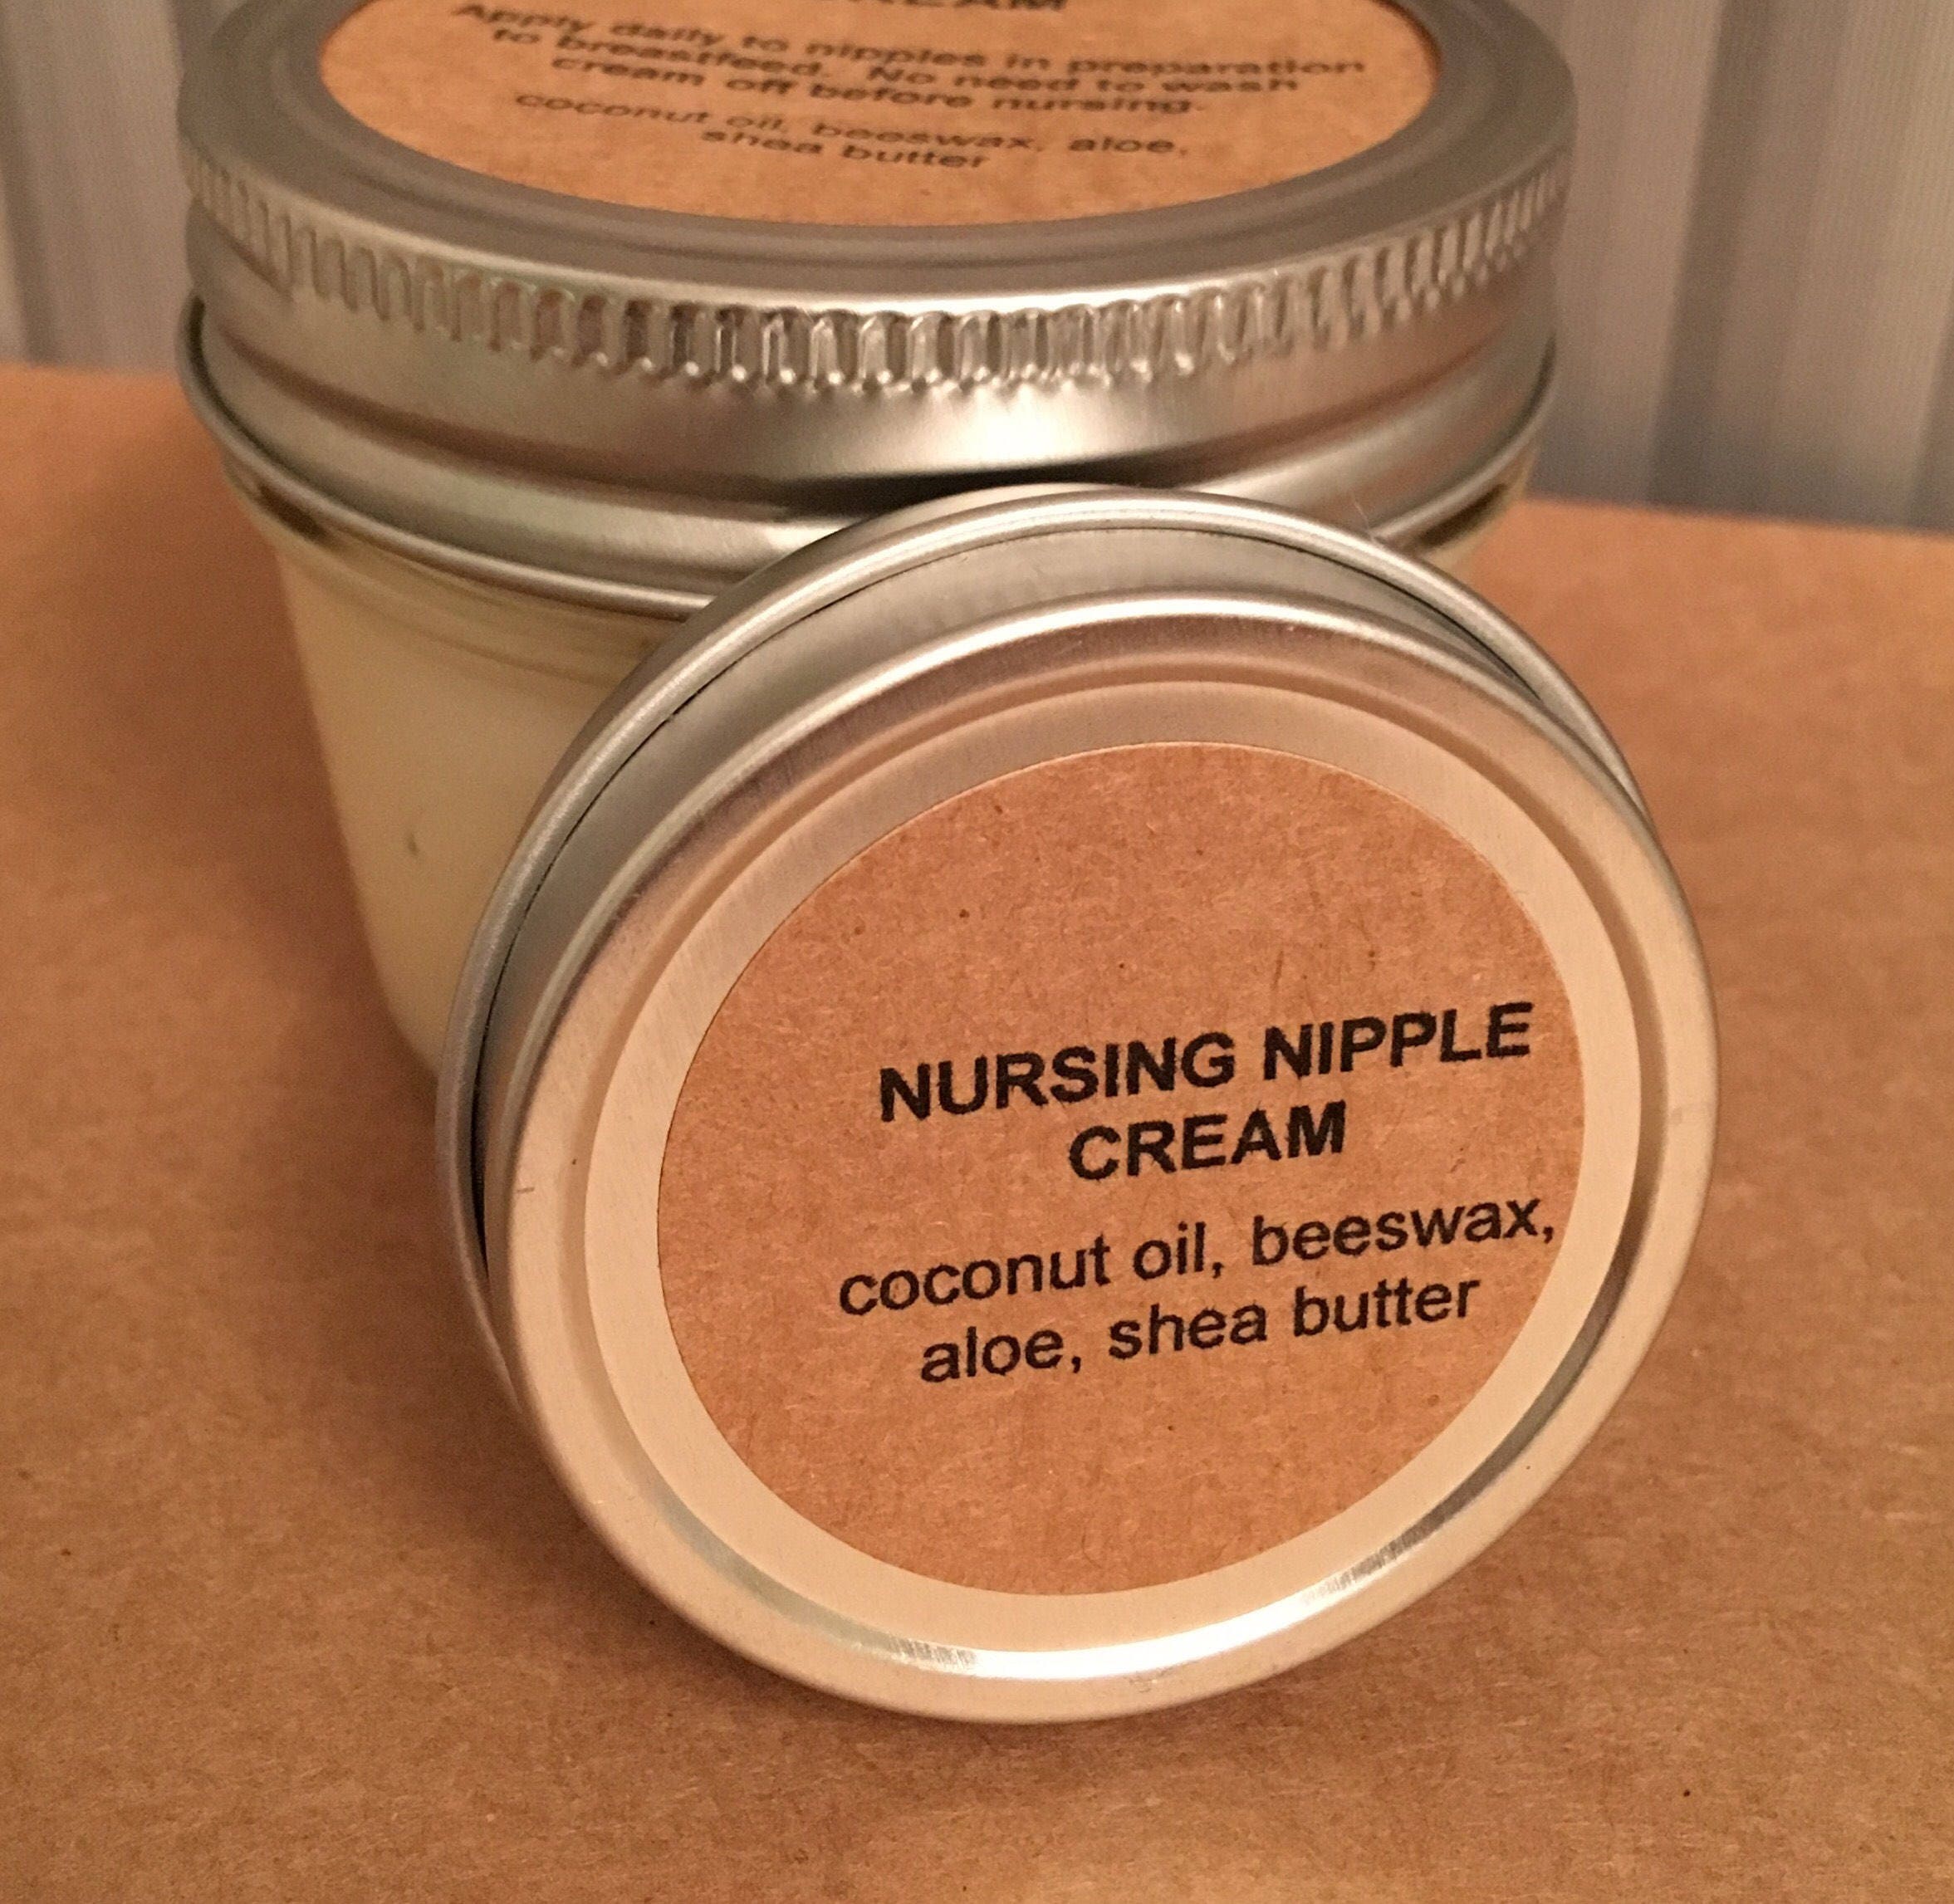 CREAM
Apply daily to nipples in preparation
to breastfeed. No need to wash
cream off before nursing.
coconut oil, beeswax, aloe,
shea butter
NURSING NIPPLE
CREAM
coconut oil, beeswax,
aloe, shea butter